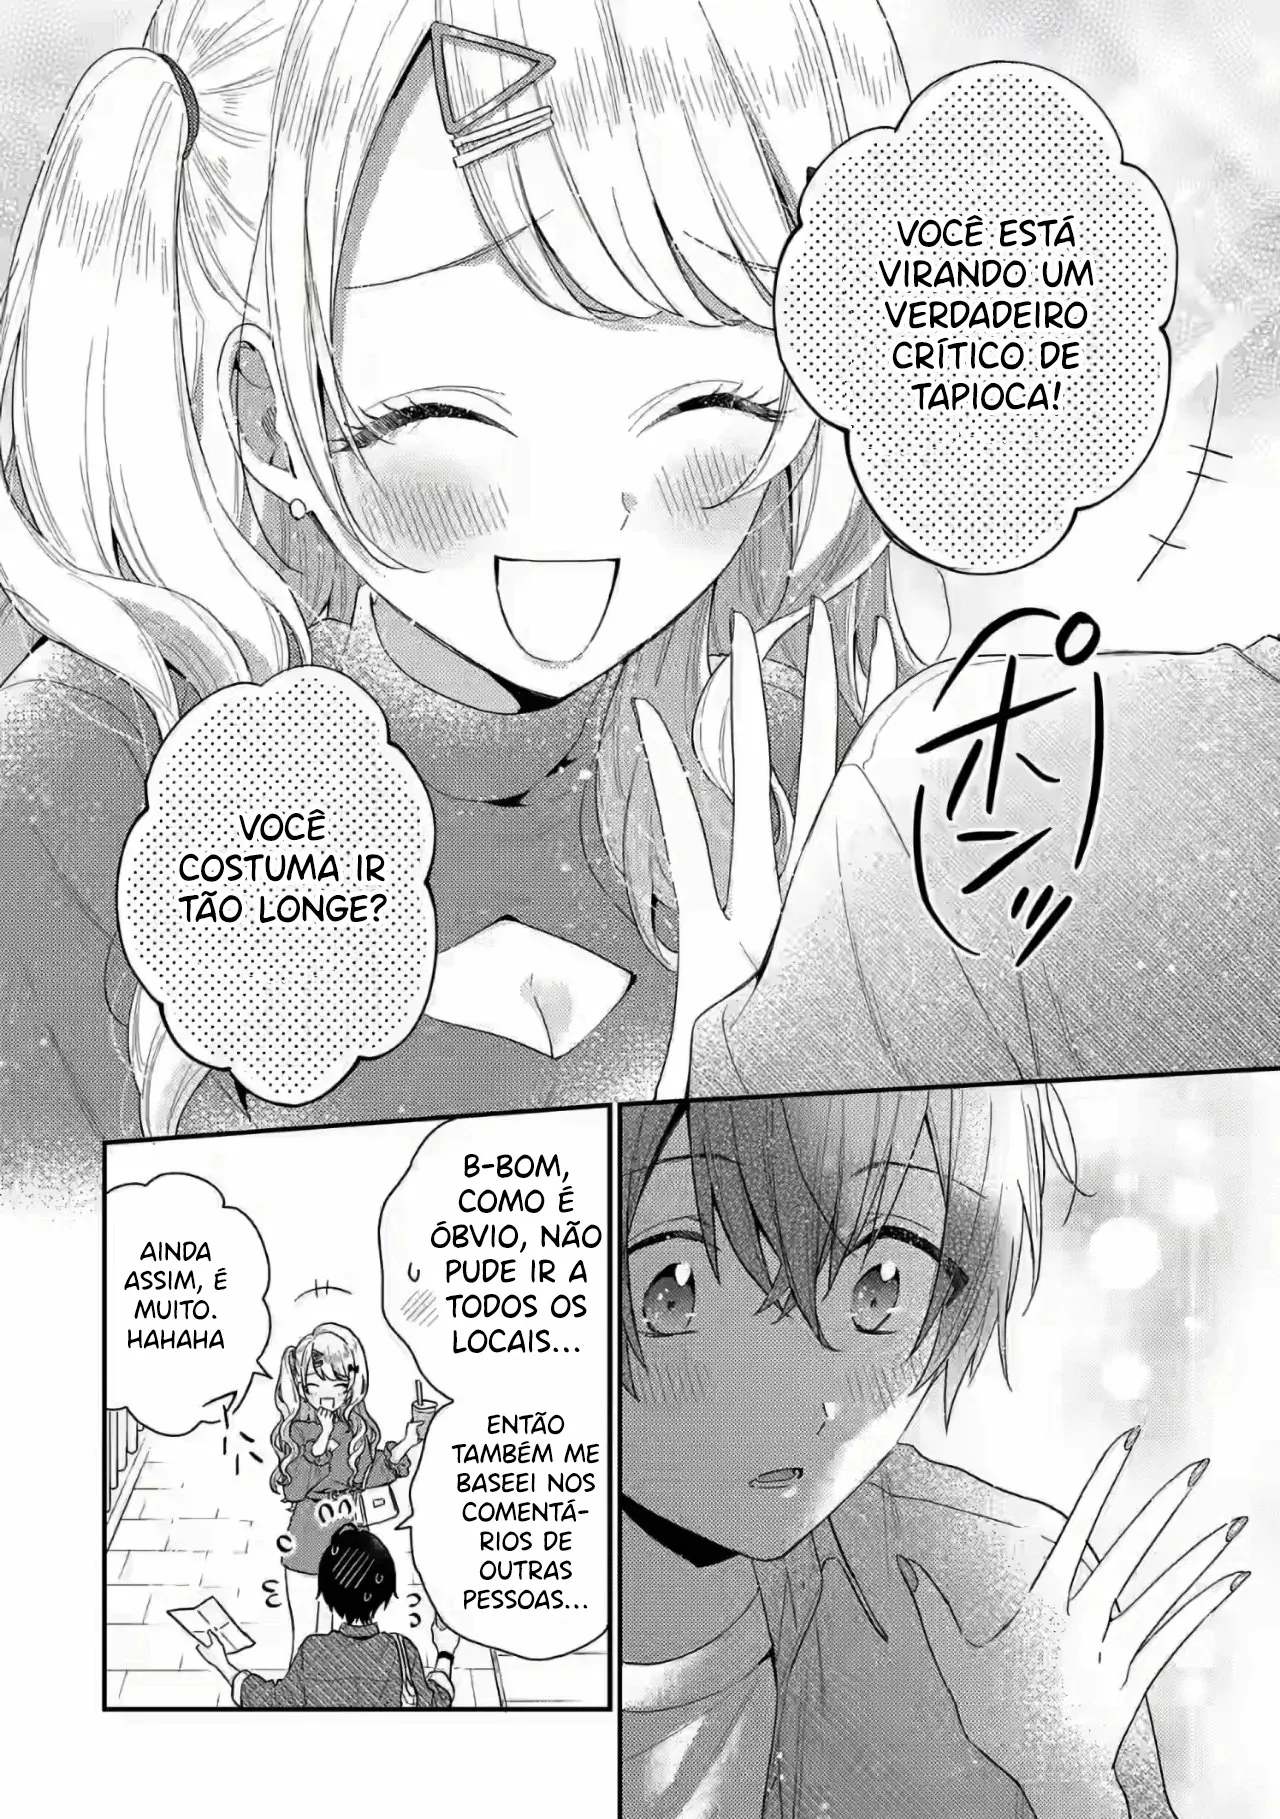 VOCÊ ESTÁ
VIRANDO UM
VERDADEIRO
CRÍTICO DE
TAPIOCA!
ポンッ
VOCÊ
COSTUMA IR
TÃO LONGE?
B-BOM,
COMO É
ÓBVIO, NÃO
PUDE IR A
TODOS OS
LOCAIS...
ENTÃO
TAMBÉM ME
BASEEI NOS
COMENTÁ-
RIOS DE
OUTRAS
PESSOAS...
AINDA
ASSIM, É
MUITO.
HAHAHA